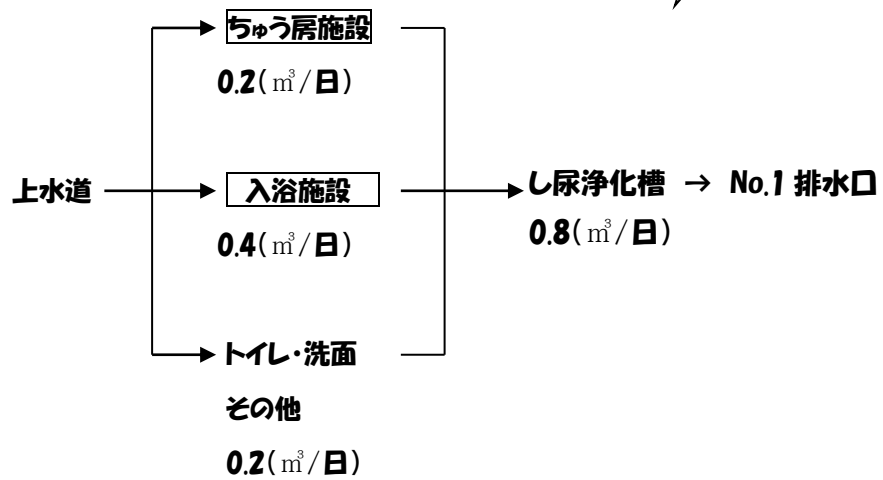 ちゅう房施設
0.2(㎥/日)
上水道
入浴施設
0.4(㎥/日)
トイレ・洗面
その他
0.2(㎥/日)
し尿浄化槽 → No.1 排水口
0.8(㎥/日)